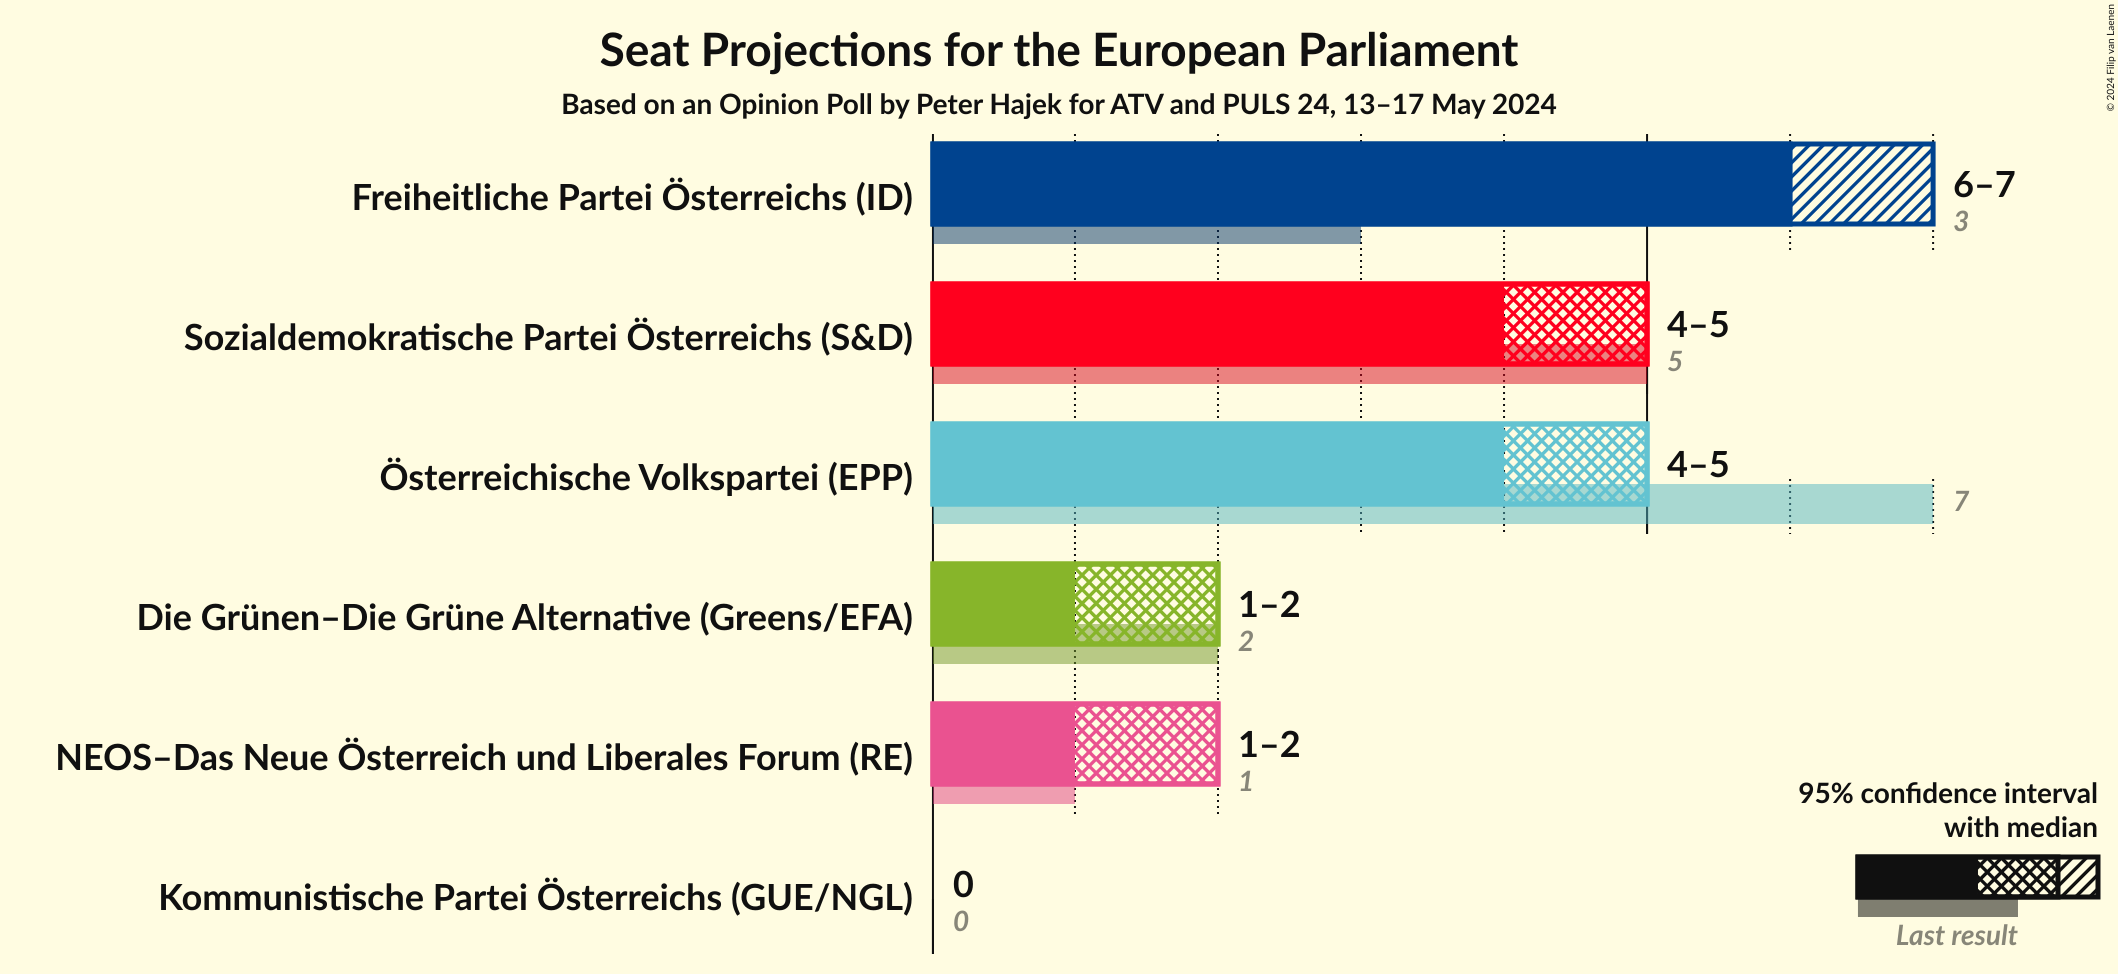 Seat Projections for the European Parliament
Based on an Opinion Poll by Peter Hajek for ATV and PULS 24, 13–17 May 2024
© 2024 Filip van Laenen
Freiheitliche Partei Österreichs (ID)
6–7
3
Sozialdemokratische Partei Österreichs (S&D)
4–5
5
Österreichische Volkspartei (EPP)
4–5
7
Die Grünen–Die Grüne Alternative (Greens/EFA)
1–2
2
NEOS–Das Neue Österreich und Liberales Forum (RE)
1–2
1
Kommunistische Partei Österreichs (GUE/NGL)
0
0
95% confidence interval
with median
Last result